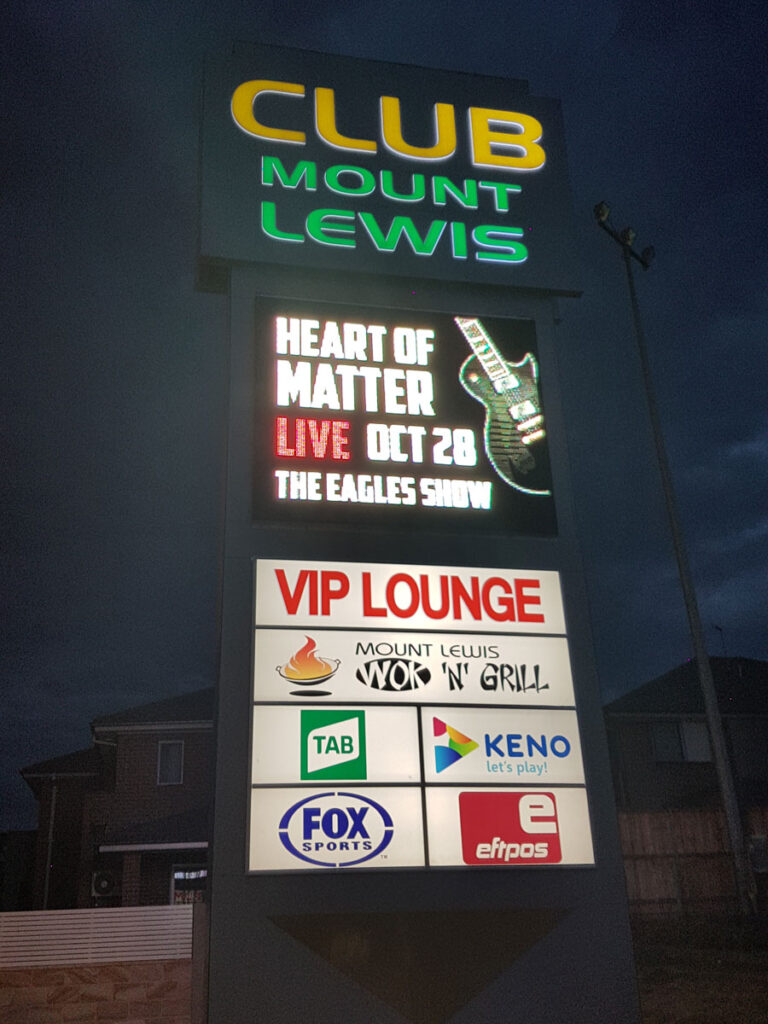 CLUB
MOUNT
LEWIS
HEART OF
MATTER
LIVE OCT 28
THE EAGLES SHOW
VIP LOUNGE
MOUNT LEWIS
WOK 'N' GRILL
TAB
KENO
let's play!
FOX
SPORTS
TM
e
eftpos